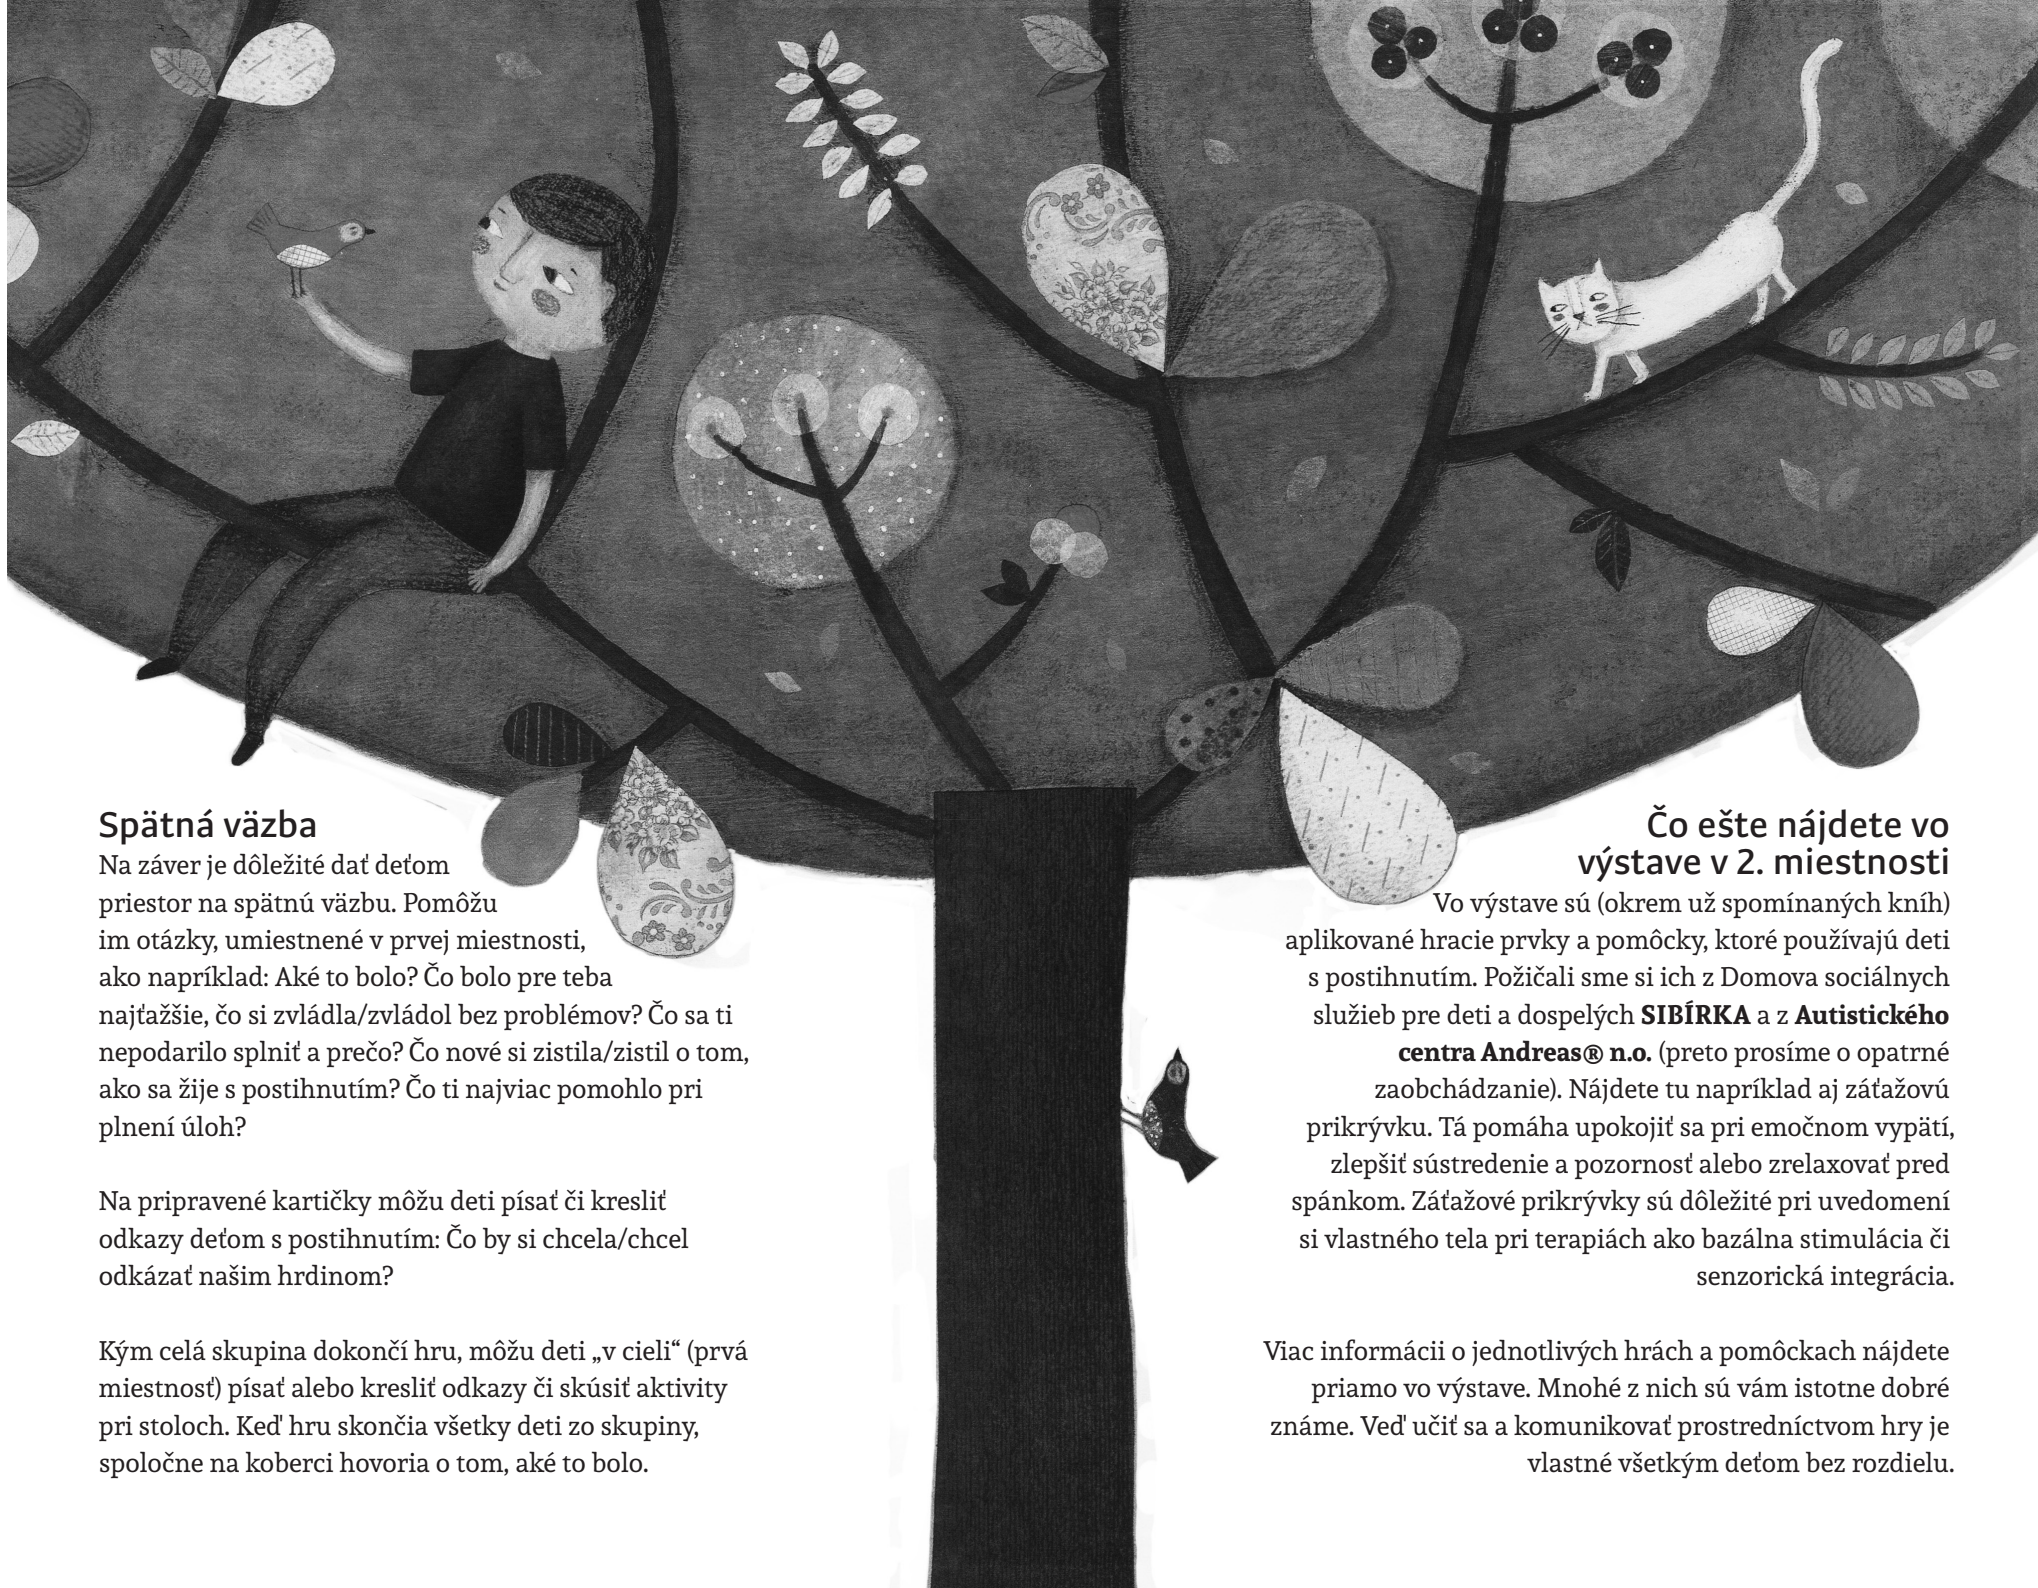 Spätná väzba
Na záver je dôležité dať deťom
priestor na spätnú väzbu. Pomôžu
im otázky, umiestnené v prvej miestnosti,
ako napríklad: Aké to bolo? Čo bolo pre teba
najťažšie, čo si zvládla/zvládol bez problémov? Čo sa ti
nepodarilo splniť a prečo? Čo nové si zistila/zistil o tom,
ako sa žije s postihnutím? Čo ti najviac pomohlo pri
plnení úloh?

Na pripravené kartičky môžu deti písať či kresliť
odkazy deťom s postihnutím: Čo by si chcela/chcel
odkázať našim hrdinom?

Kým celá skupina dokončí hru, môžu deti „v cieli“ (prvá
miestnosť) písať alebo kresliť odkazy či skúsiť aktivity
pri stoloch. Keď hru skončia všetky deti zo skupiny,
spoločne na koberci hovoria o tom, aké to bolo.

Čo ešte nájdete vo
výstave v 2. miestnosti
Vo výstave sú (okrem už spomínaných kníh)
aplikované hracie prvky a pomôcky, ktoré používajú deti
s postihnutím. Požičali sme si ich z Domova sociálnych
služieb pre deti a dospelých SIBÍRKA a z Autistického
centra Andreas® n.o. (preto prosíme o opatrné
zaobchádzanie). Nájdete tu napríklad aj záťažovú
prikrývku. Tá pomáha upokojiť sa pri emočnom vypätí,
zlepšiť sústredenie a pozornosť alebo zrelaxovať pred
spánkom. Záťažové prikrývky sú dôležité pri uvedomení
si vlastného tela pri terapiách ako bazálna stimulácia či
senzorická integrácia.

Viac informácii o jednotlivých hrách a pomôckach nájdete
priamo vo výstave. Mnohé z nich sú vám istotne dobré
známe. Veď učiť sa a komunikovať prostredníctvom hry je
vlastné všetkým deťom bez rozdielu.